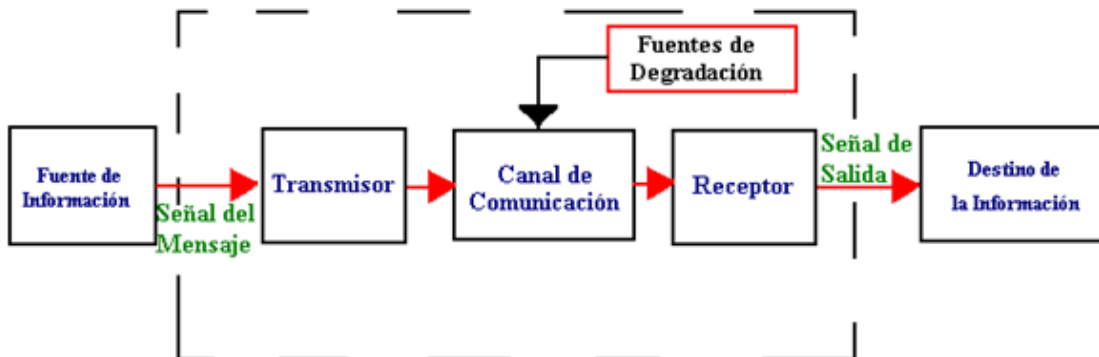 Fuentes de
Degradación
Fuente de
Información
Señal del
Mensaje
Transmisor
Canal de
Comunicación
Receptor
Señal de
Salida
Destino de
la Información